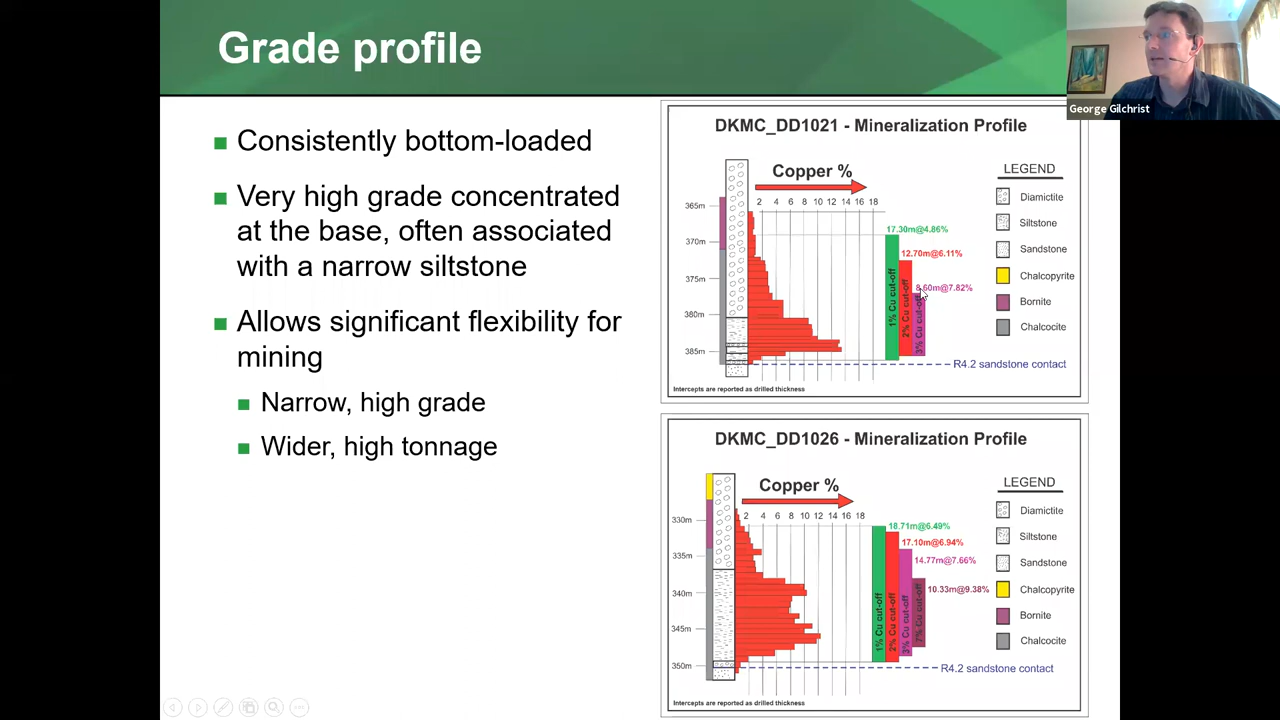 Grade profile
George Gilchrist
Consistently bottom-loaded
Very high grade concentrated
at the base, often associated
with a narrow siltstone
Allows significant flexibility for
mining
Narrow, high grade
Wider, high tonnage
DKMC_DD1021 - Mineralization Profile
Copper %
2 4 6 8 10 12 14 16 18
365m
370m
375m
380m
385m
17.30m@4.86%
12.70m@6.11%
8.60m@7.82%
1% Cu cut-off
2% Cu cut-off
3% Cu cut-off
R4.2 sandstone contact
LEGEND
Diamictite
Siltstone
Sandstone
Chalcopyrite
Bornite
Chalcocite
Intercepts are reported as drilled thickness
DKMC_DD1026 - Mineralization Profile
Copper %
2 4 6 8 10 12 14 16 18
330m
335m
340m
345m
350m
18.71m@6.49%
17.10m@6.94%
14.77m@7.66%
10.33m@9.38%
1% Cu cut-off
2% Cu cut-off
3% Cu cut-off
7% Cu cut-off
R4.2 sandstone contact
LEGEND
Diamictite
Siltstone
Sandstone
Chalcopyrite
Bornite
Chalcocite
Intercepts are reported as drilled thickness